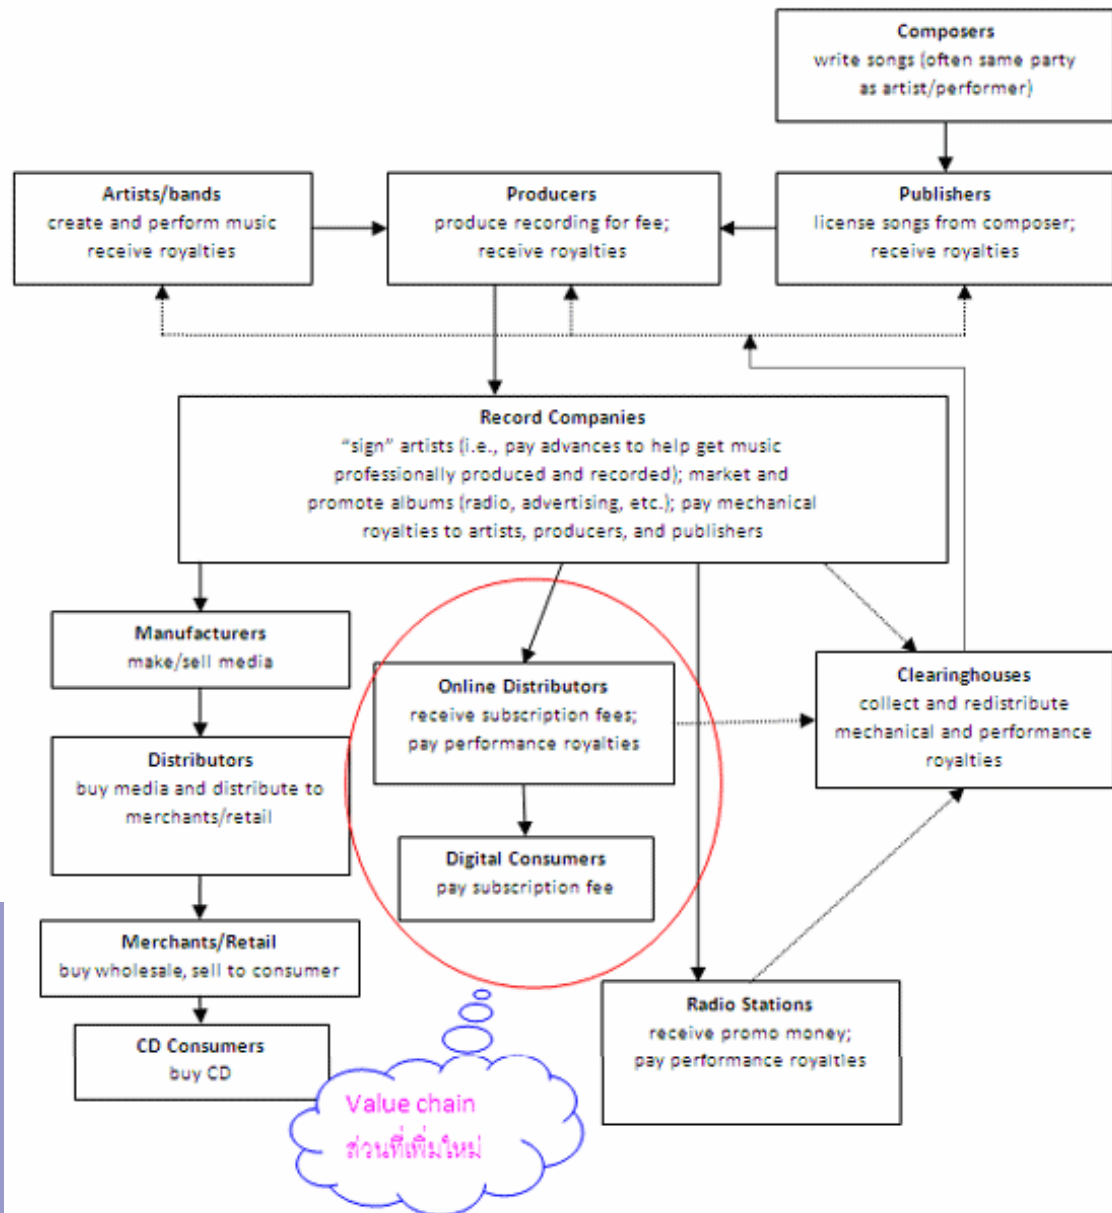 Composers
write songs (often same party
as artist/performer)
Artists/bands
create and perform music
receive royalties
Producers
produce recording for fee;
receive royalties
Publishers
license songs from composer;
receive royalties
Record Companies
“sign” artists (i.e., pay advances to help get music
professionally produced and recorded); market and
promote albums (radio, advertising, etc.); pay mechanical
royalties to artists, producers, and publishers
Manufacturers
make/sell media
Online Distributors
receive subscription fees;
pay performance royalties
Clearinghouses
collect and redistribute
mechanical and performance
royalties
Distributors
buy media and distribute to
merchants/retail
Digital Consumers
pay subscription fee
Merchants/Retail
buy wholesale, sell to consumer
Radio Stations
receive promo money;
pay performance royalties
CD Consumers
buy CD
Value chain
ส่วนที่เพิ่มใหม่